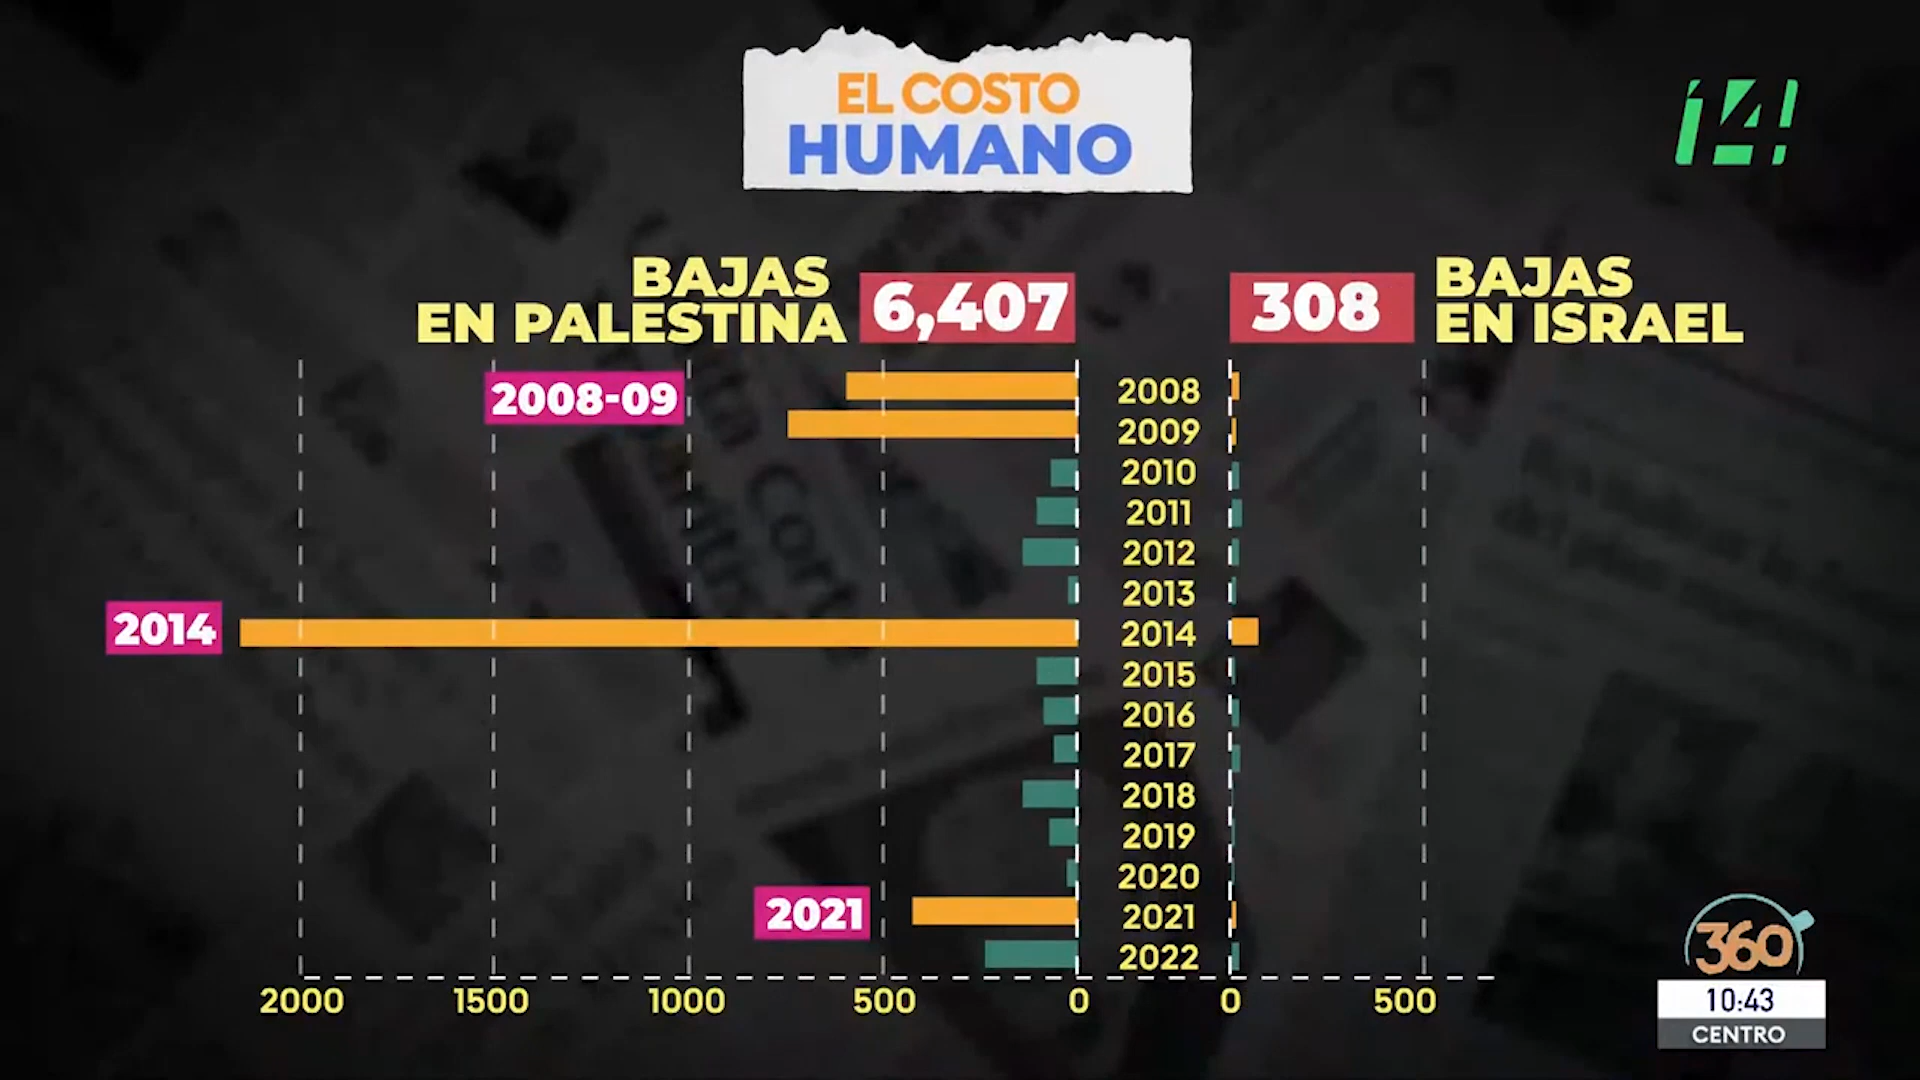 EL COSTO
HUMANO
14!
BAJAS
EN PALESTINA
6,407
308
BAJAS
EN ISRAEL
2008-09
2008
2009
2010
2011
2012
2013
2014
2014
2015
2016
2017
2018
2019
2020
2021
2021
2022
2000 1500 1000 500 0 0 500
360
10:43
CENTRO